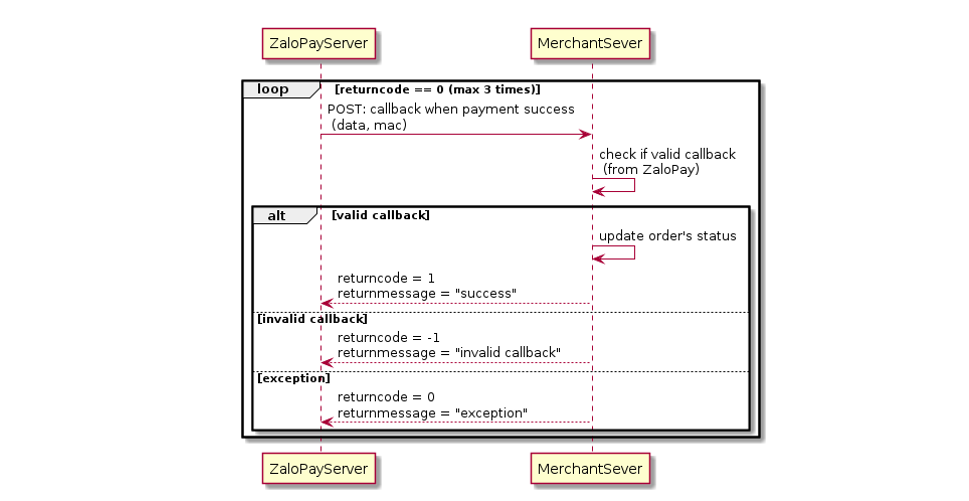 ZaloPayServer
MerchantSever
loop
[returncode == 0 (max 3 times)]
POST: callback when payment success
(data, mac)
check if valid callback
(from ZaloPay)
alt
[valid callback]
update order's status
returncode = 1
returnmessage = "success"
[invalid callback]
returncode = -1
returnmessage = "invalid callback"
[exception]
returncode = 0
returnmessage = "exception"
ZaloPayServer
MerchantSever